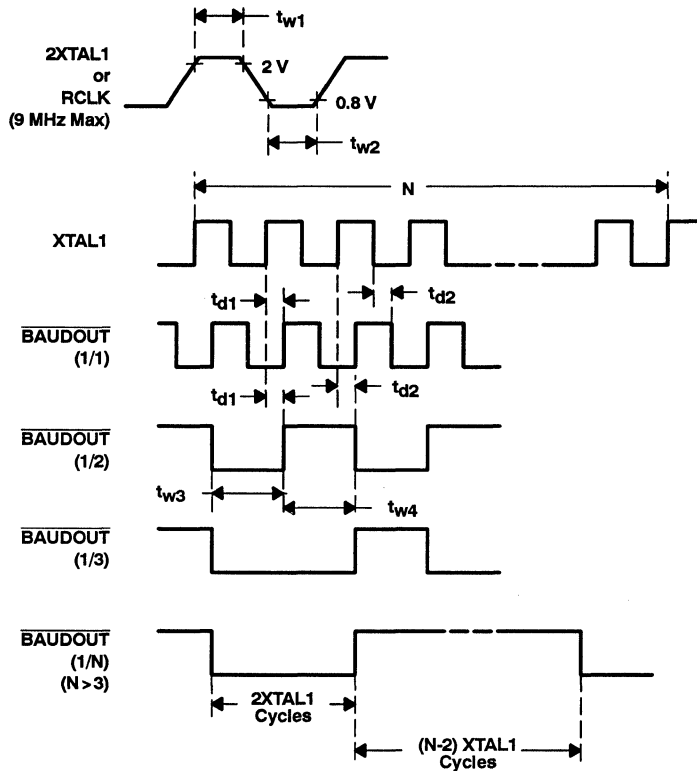 tw1
2XTAL1
or
RCLK
(9 MHz Max)
2 V
0.8 V
tw2
N
XTAL1
td1
td2
BAUDOUT
(1/1)
td1
td2
BAUDOUT
(1/2)
tw3
tw4
BAUDOUT
(1/3)
BAUDOUT
(1/N)
(N>3)
2XTAL1
Cycles
(N-2) XTAL1
Cycles